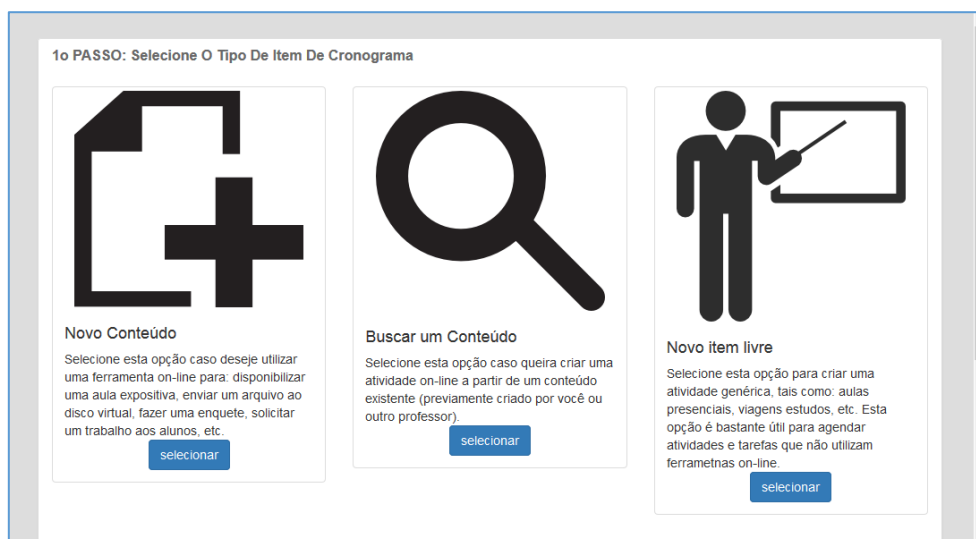 1o PASSO: Selecione O Tipo De Item De Cronograma
Novo Conteúdo
Selecione esta opção caso deseje utilizar
uma ferramenta on-line para: disponibilizar
uma aula expositiva, enviar um arquivo ao
disco virtual, fazer uma enquete, solicitar
um trabalho aos alunos, etc.
selecionar
Buscar um Conteúdo
Selecione esta opção caso queira criar uma
atividade on-line a partir de um conteúdo
existente (previamente criado por você ou
outro professor).
selecionar
Novo item livre
Selecione esta opção para criar uma
atividade genérica, tais como: aulas
presenciais, viagens estudos, etc. Esta
opção é bastante útil para agendar
atividades e tarefas que não utilizam
ferrametnas on-line.
selecionar